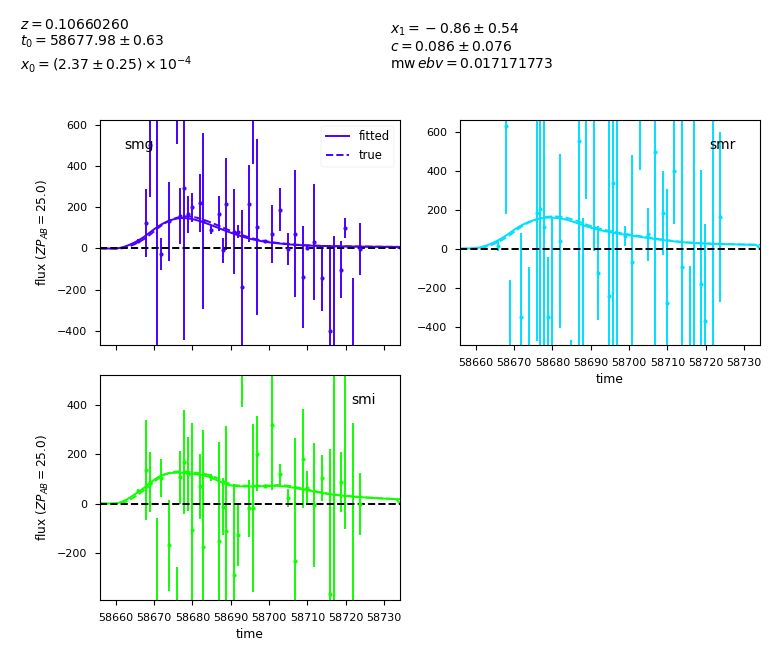 z = 0.10660260
t₀ = 58677.98 ± 0.63
x₀ = (2.37 ± 0.25) × 10⁻⁴
x₁ = −0.86 ± 0.54
c = 0.086 ± 0.076
mw ebv = 0.017171773
smg
fitted
true
600
400
200
0
−200
−400
flux (ZP_AB = 25.0)
smr
600
400
200
0
−200
−400
58660 58670 58680 58690 58700 58710 58720 58730
time
smi
400
200
0
−200
flux (ZP_AB = 25.0)
58660 58670 58680 58690 58700 58710 58720 58730
time